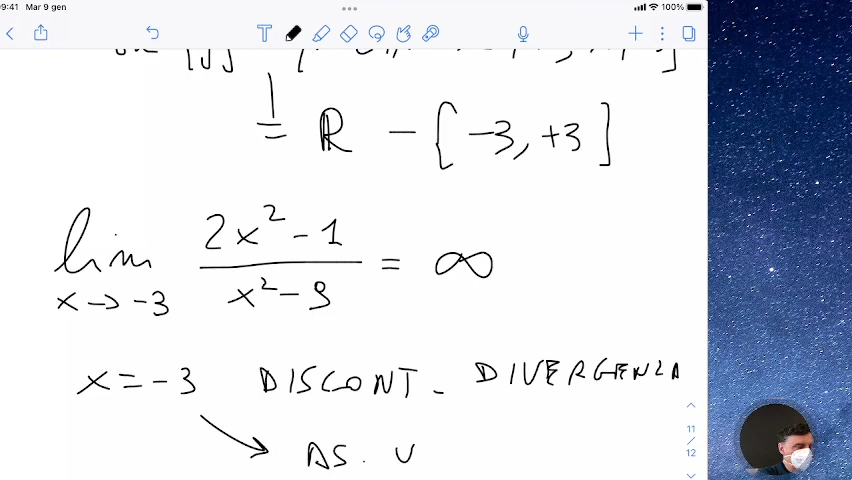 09:41 Mar 9 gen 100%
= ℝ - {-3, +3}
lim x→-3 (2x² - 1)/(x² - 9) = ∞
x = -3 DISCONT. DIVERGENZA
AS. V
11
/
12